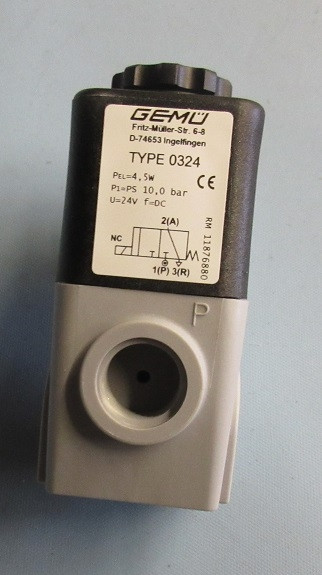 GEMÜ
Fritz-Müller-Str. 6-8
D-74653 Ingelfingen
TYPE 0324
PEL=4,5W
P1=PS 10,0 bar
U=24V f=DC
CE
2(A)
NC
1(P) 3(R)
RM 11876880
P